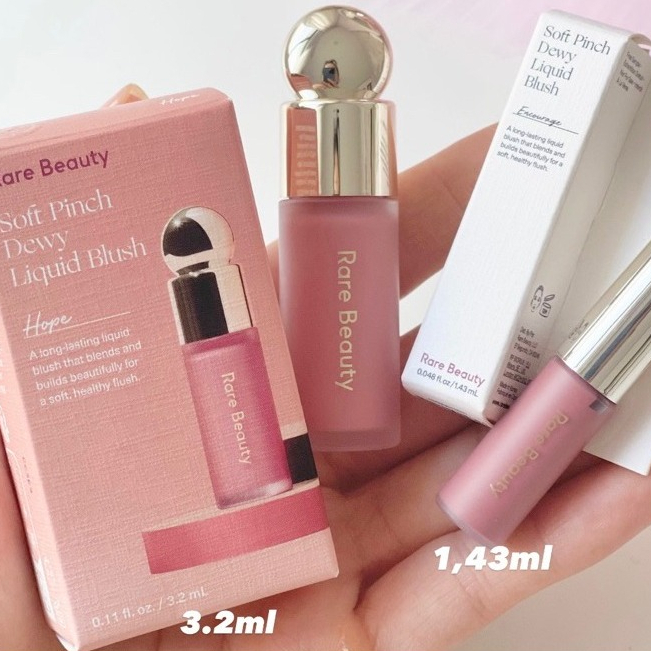 Hope
Rare Beauty
Soft Pinch
Dewy
Liquid Blush
Hope
A long-lasting liquid
blush that blends and
builds beautifully for
a soft, healthy flush.
Rare Beauty
0.11 fl. oz. / 3.2 mL
3.2ml
Rare Beauty
Soft Pinch
Dewy
Liquid
Blush
Encourage
A long-lasting liquid
blush that blends and
builds beautifully for a
soft, healthy flush.
Rare Beauty
0.048 fl.oz/1.43 mL
Rare Beauty
1,43ml